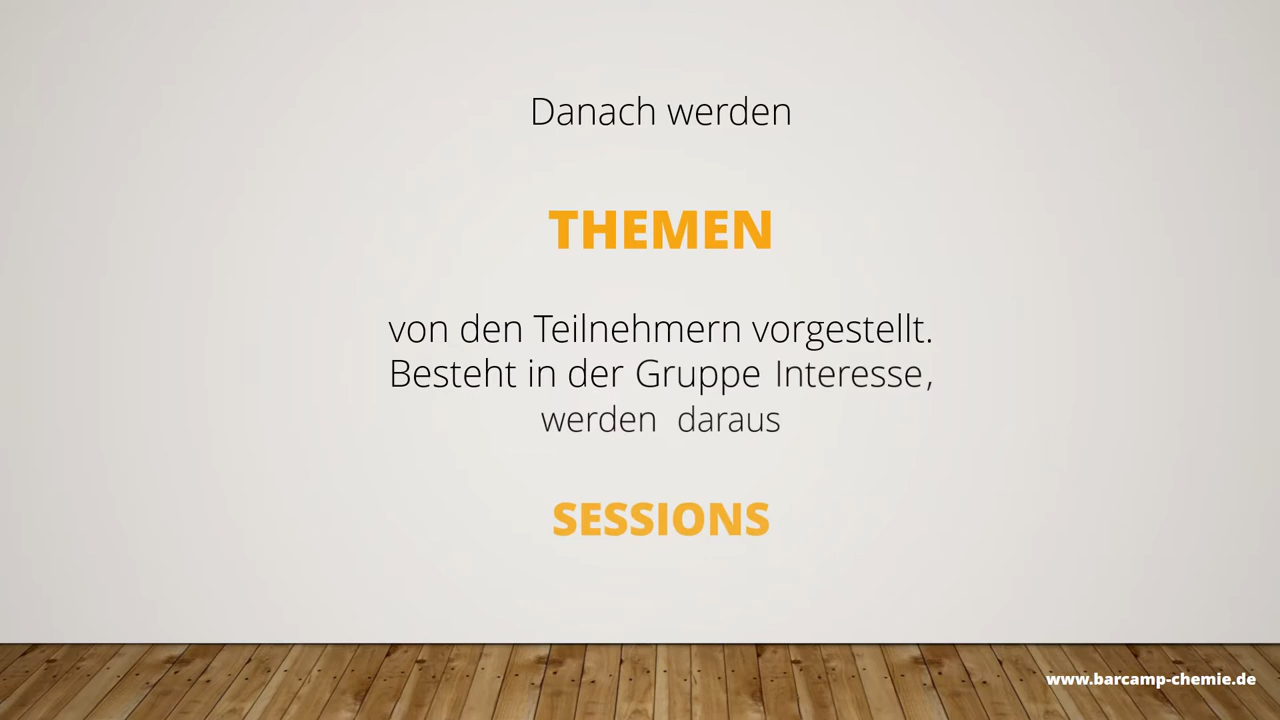 Danach werden
THEMEN
von den Teilnehmern vorgestellt.
Besteht in der Gruppe Interesse,
werden daraus
SESSIONS
www.barcamp-chemie.de